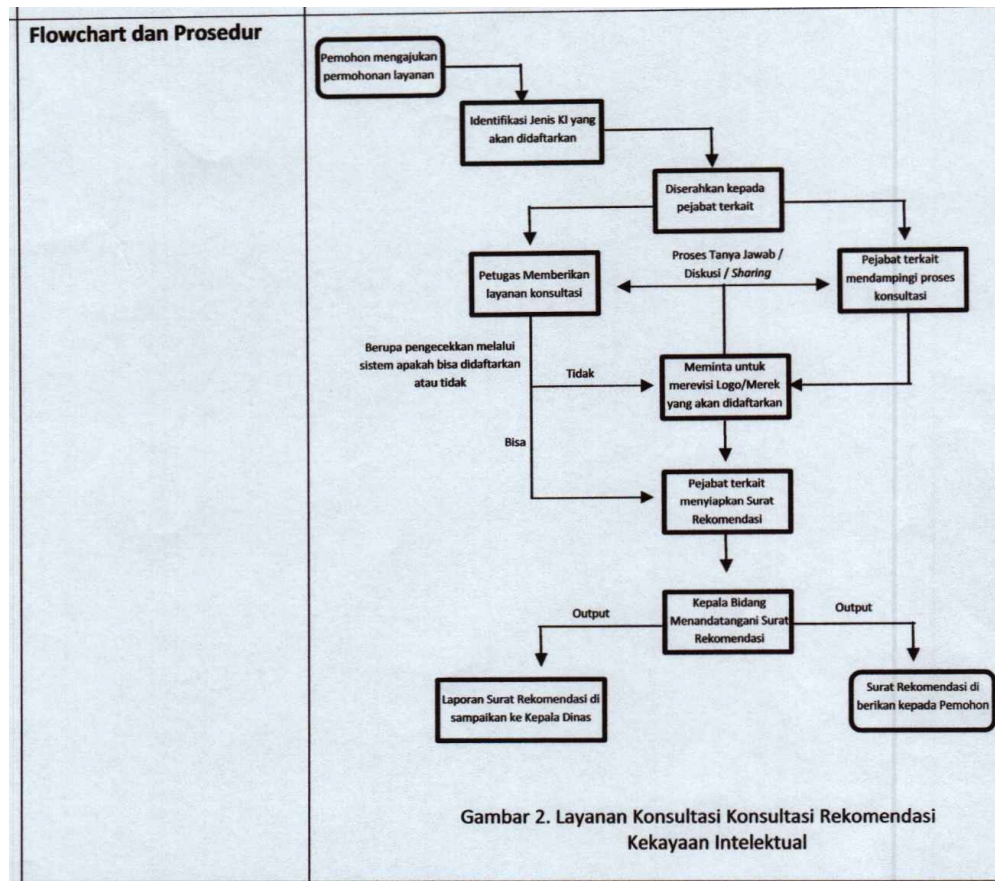 Flowchart dan Prosedur
Pemohon mengajukan
permohonan layanan
Identifikasi Jenis KI yang
akan didaftarkan
Diserahkan kepada
pejabat terkait
Petugas Memberikan
layanan konsultasi
Proses Tanya Jawab /
Diskusi / Sharing
Pejabat terkait
mendampingi proses
konsultasi
Berupa pengecekkan melalui
sistem apakah bisa didaftarkan
atau tidak
Tidak
Meminta untuk
merevisi Logo/Merek
yang akan didaftarkan
Bisa
Pejabat terkait
menyiapkan Surat
Rekomendasi
Kepala Bidang
Menandatangani Surat
Rekomendasi
Output
Output
Laporan Surat Rekomendasi di
sampaikan ke Kepala Dinas
Surat Rekomendasi di
berikan kepada Pemohon
Gambar 2. Layanan Konsultasi Konsultasi Rekomendasi
Kekayaan Intelektual